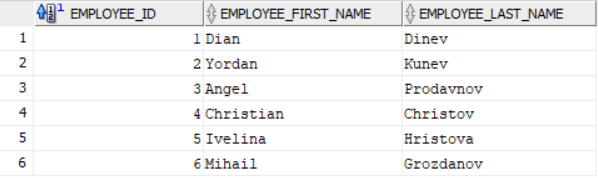 1 EMPLOYEE_ID EMPLOYEE_FIRST_NAME EMPLOYEE_LAST_NAME
1 1 Dian Dinev
2 2 Yordan Kunev
3 3 Angel Prodavnov
4 4 Christian Christov
5 5 Ivelina Hristova
6 6 Mihail Grozdanov